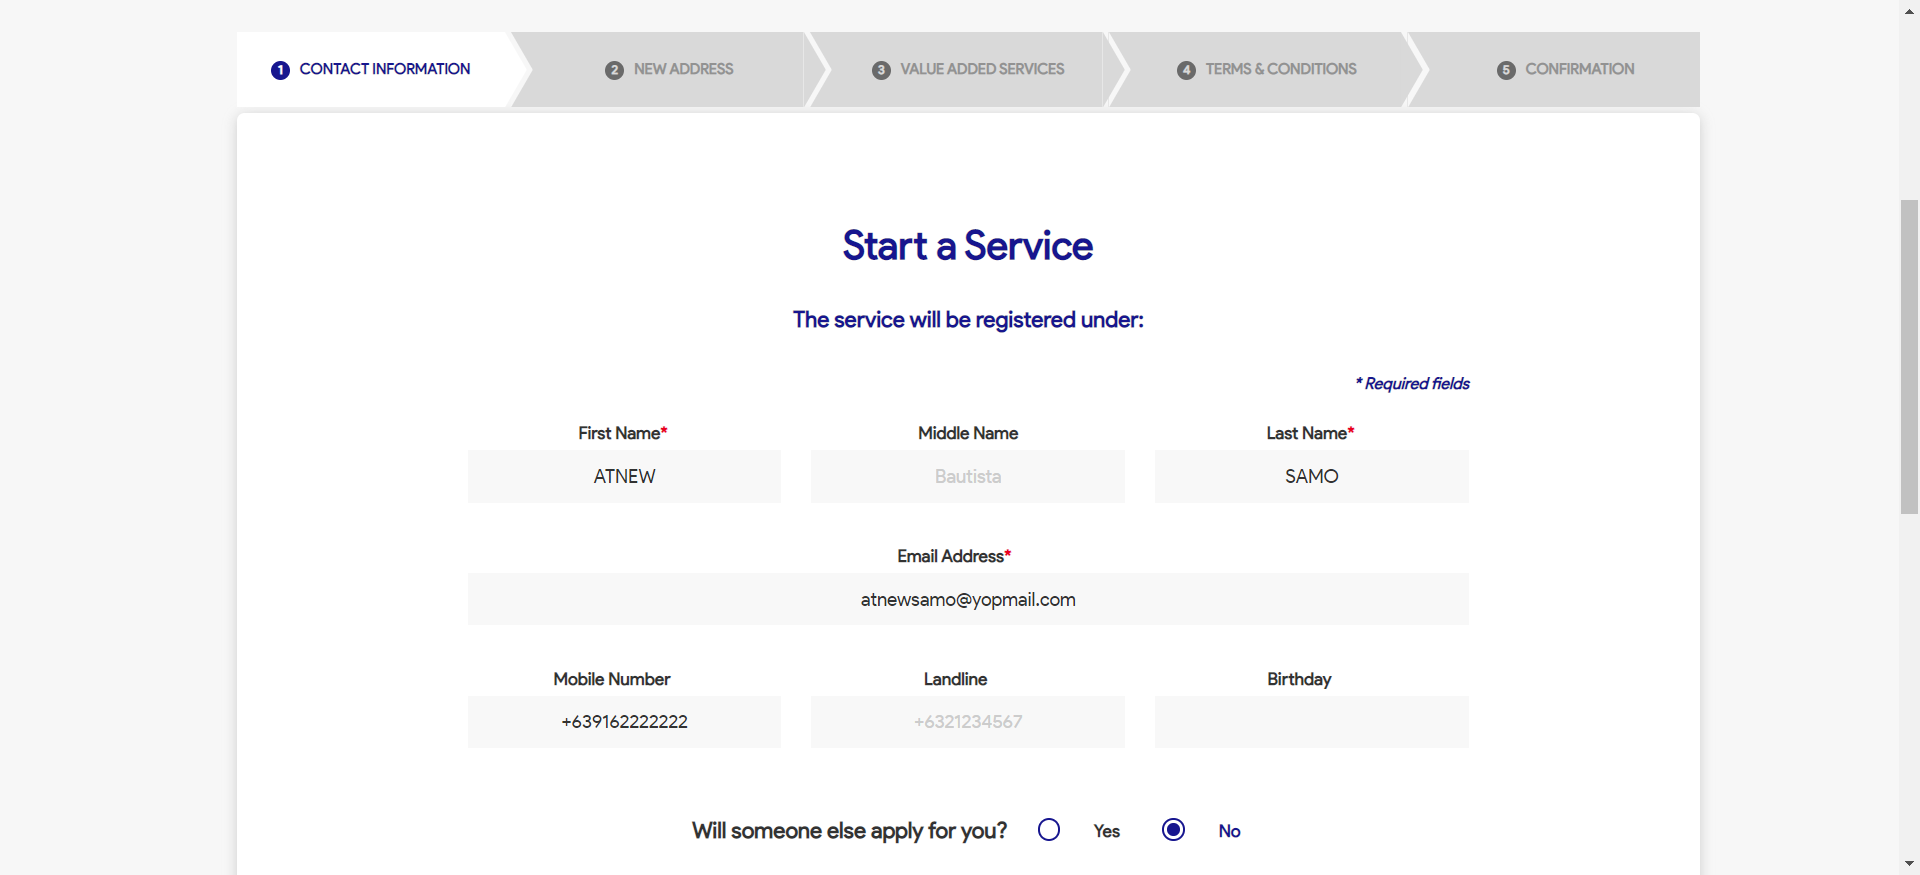 1 CONTACT INFORMATION 2 NEW ADDRESS 3 VALUE ADDED SERVICES 4 TERMS & CONDITIONS 5 CONFIRMATION
Start a Service
The service will be registered under:
* Required fields
First Name* Middle Name Last Name*
ATNEW Bautista SAMO
Email Address*
atnewsamo@yopmail.com
Mobile Number Landline Birthday
+639162222222 +6321234567
Will someone else apply for you? Yes No